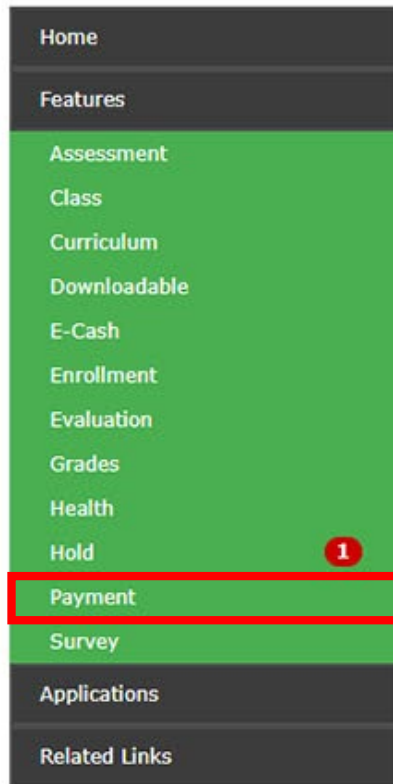 Home
Features
Assessment
Class
Curriculum
Downloadable
E-Cash
Enrollment
Evaluation
Grades
Health
Hold 1
Payment
Survey
Applications
Related Links